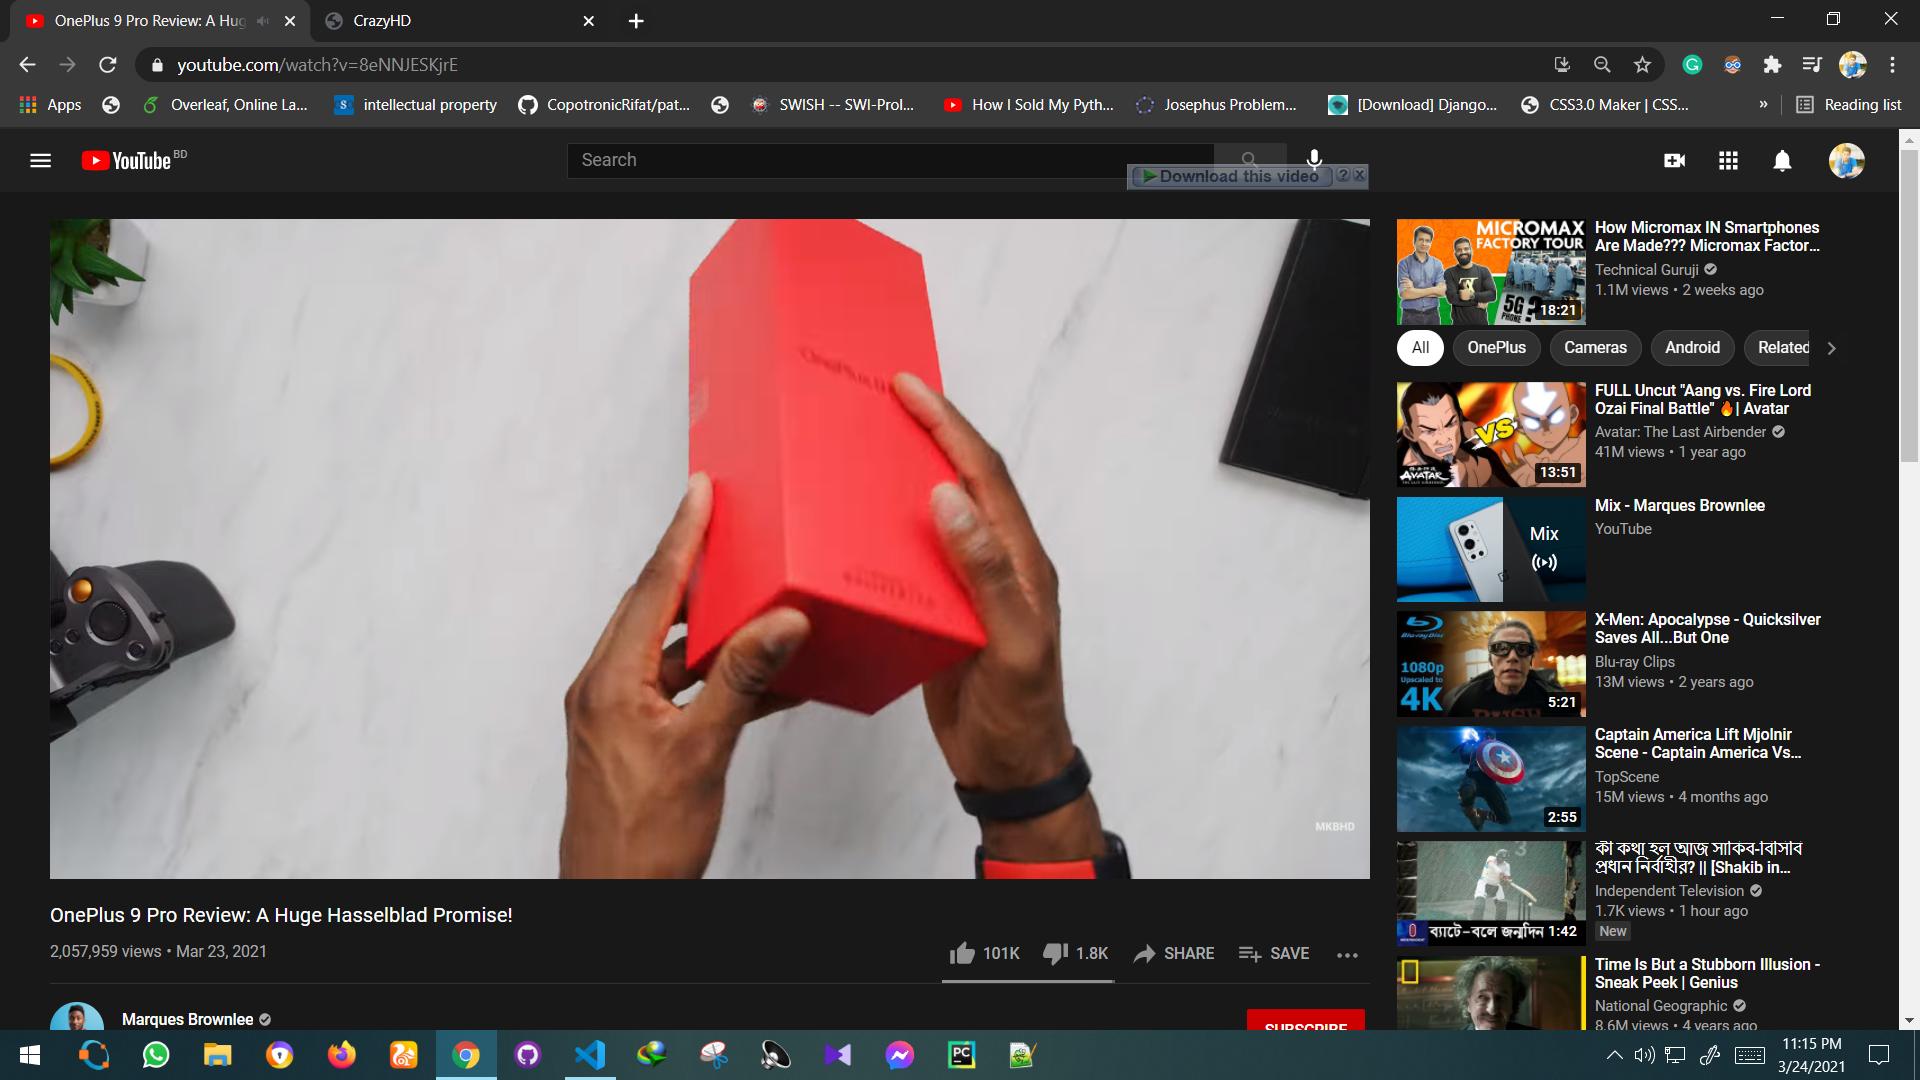 OnePlus 9 Pro Review: A Hug
CrazyHD
youtube.com/watch?v=8eNNJESKjrE
Apps
Overleaf, Online La...
intellectual property
CopotronicRifat/pat...
SWISH -- SWI-Prol...
How I Sold My Pyth...
Josephus Problem...
[Download] Django...
CSS3.0 Maker | CSS...
»
Reading list
YouTube BD
Search
Download this video
MKBHD
OnePlus 9 Pro Review: A Huge Hasselblad Promise!
2,057,959 views • Mar 23, 2021
101K
1.8K
SHARE
SAVE
Marques Brownlee
SUBSCRIBE
MICROMAX
FACTORY TOUR
5G
PHONE ?
18:21
How Micromax IN Smartphones
Are Made??? Micromax Factor...
Technical Guruji
1.1M views • 2 weeks ago
All
OnePlus
Cameras
Android
Related
VS
AVATAR
13:51
FULL Uncut "Aang vs. Fire Lord
Ozai Final Battle" 🔥| Avatar
Avatar: The Last Airbender
41M views • 1 year ago
Mix
Mix - Marques Brownlee
YouTube
Blu-ray Disc
1080p
Upscaled to
4K
5:21
X-Men: Apocalypse - Quicksilver
Saves All...But One
Blu-ray Clips
13M views • 2 years ago
2:55
Captain America Lift Mjolnir
Scene - Captain America Vs...
TopScene
15M views • 4 months ago
3
ব্যাটে-বলে জন্মদিন 1:42
কী কথা হল আজ সাকিব-বিসিবি
প্রধান নির্বাহীর? || [Shakib in...
Independent Television
1.7K views • 1 hour ago
New
Time Is But a Stubborn Illusion -
Sneak Peek | Genius
National Geographic
8.6M views • 4 years ago
PC
11:15 PM
3/24/2021